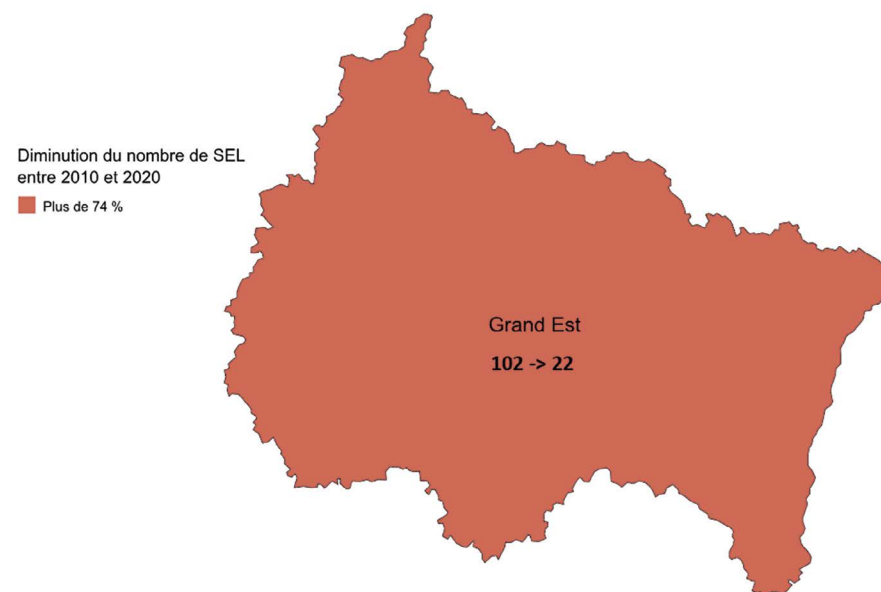 Diminution du nombre de SEL
entre 2010 et 2020
Plus de 74 %
Grand Est
102 -> 22